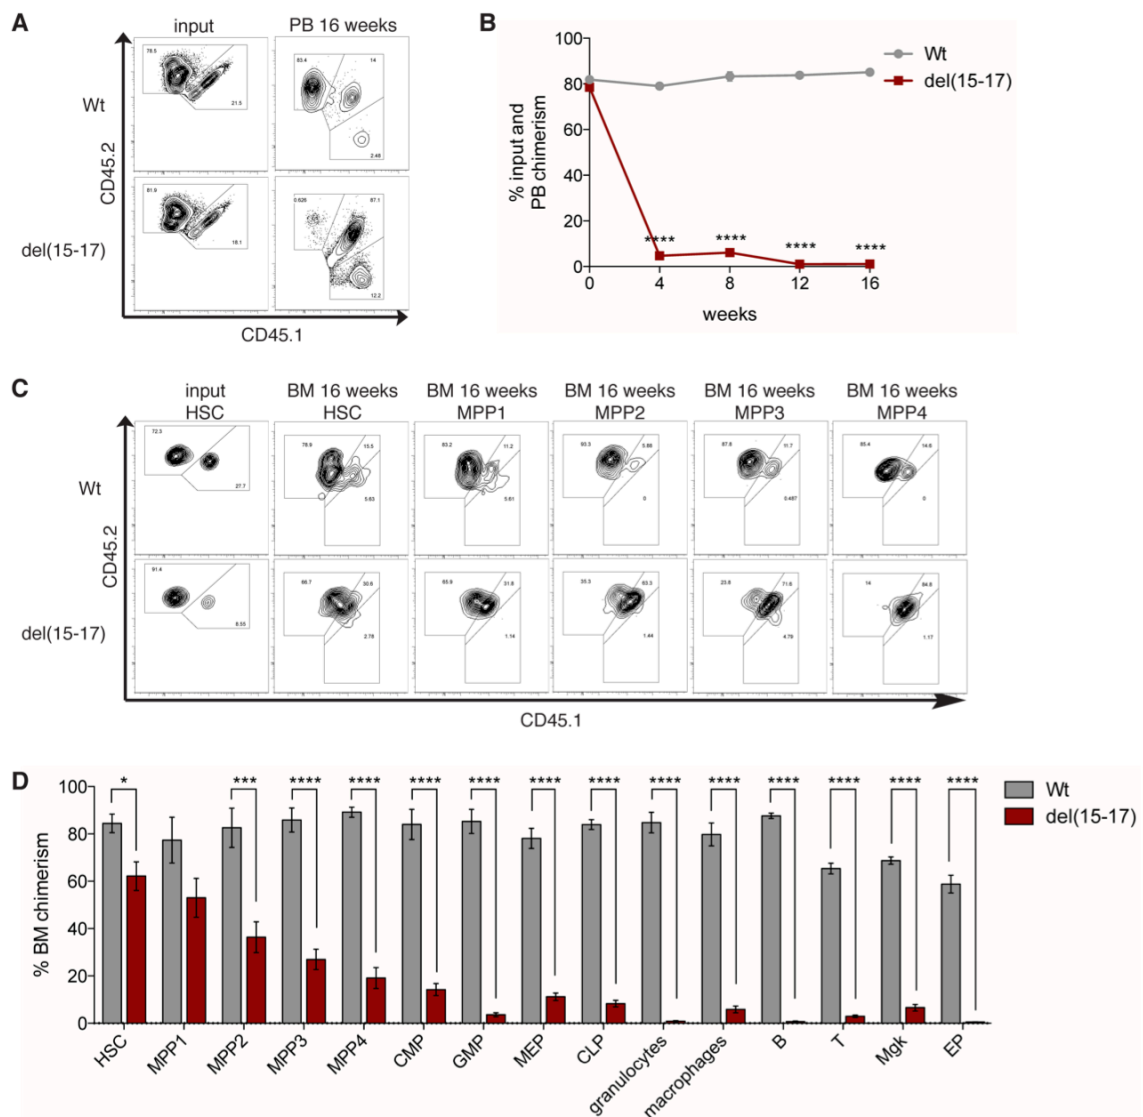 A
input
PB 16 weeks
Wt
78.5
21.5
83.4
14
2.48
CD45.2
del(15-17)
81.9
18.1
0.626
87.1
12.2
CD45.1
B
100
80
60
40
20
0
% input and
PB chimerism
Wt
del(15-17)
****
****
****
****
0
4
8
12
16
weeks
C
input
HSC
BM 16 weeks
HSC
BM 16 weeks
MPP1
BM 16 weeks
MPP2
BM 16 weeks
MPP3
BM 16 weeks
MPP4
Wt
72.3
27.7
78.9
15.5
5.63
83.2
11.2
5.61
93.3
0
87.8
11.7
0.487
85.4
14.6
0
CD45.2
del(15-17)
91.4
8.55
66.7
30.6
2.78
31.8
1.14
35.3
63.3
1.44
23.6
71.6
4.79
14
84.8
1.17
CD45.1
D
% BM chimerism
100
80
60
40
20
0
*
***
****
****
****
****
****
****
****
****
****
****
****
****
Wt
del(15-17)
HSC
MPP1
MPP2
MPP3
MPP4
CMP
GMP
MEP
CLP
granulocytes
macrophages
B
T
Mgk
EP